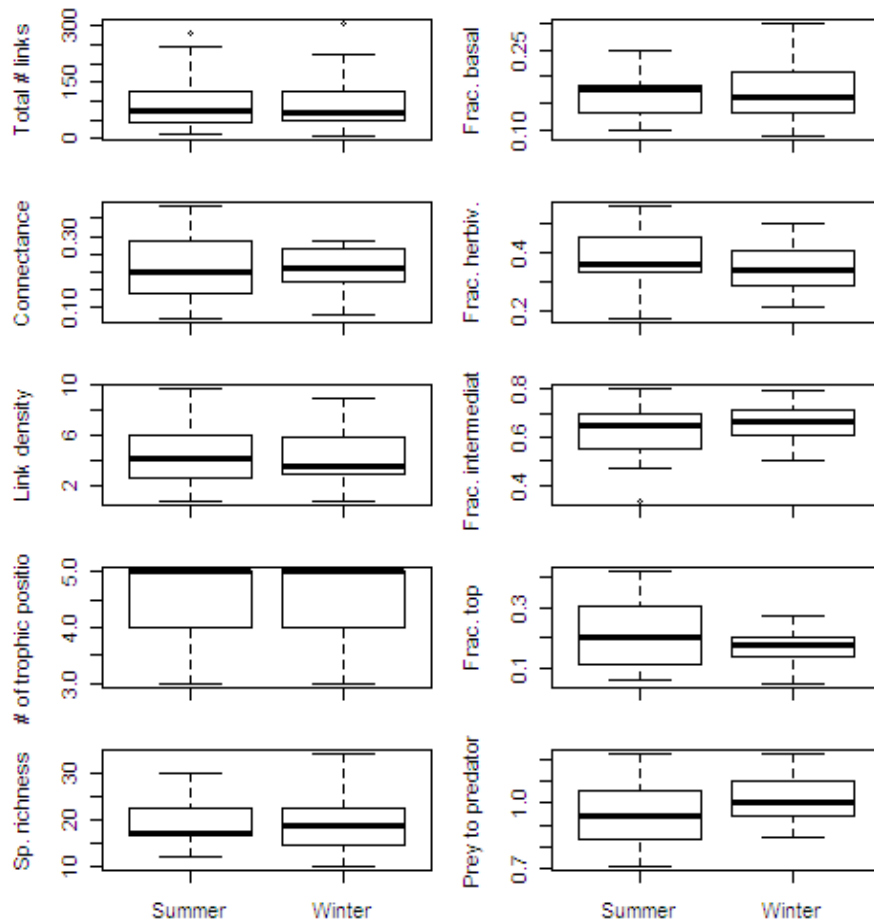 Total # links
0 150 300
Frac. basal
0.10 0.25
Connectance
0.10 0.30
Frac. herbiv.
0.2 0.4
Link density
2 6 10
Frac. intermediat
0.4 0.6 0.8
# of trophic positio
3.0 4.0 5.0
Frac. top
0.1 0.3
Sp. richness
10 20 30
Prey to predator
0.7 1.0
Summer Winter
Summer Winter